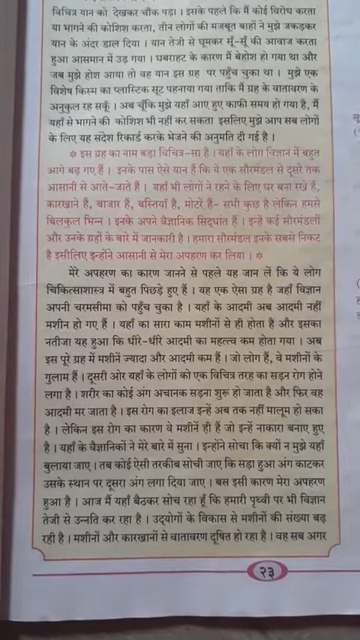 विचित्र यान को देखकर चौंक पड़ा । इसके पहले कि मैं कोई विरोध करता
या भागने की कोशिश करता, तीन लोगों की मजबूत बाहों ने मुझे जकड़कर
यान के अंदर डाल दिया । यान तेजी से घूमकर सूँ-सूँ की आवाज करता
हुआ आसमान में उड़ गया । घबराहट के कारण मैं बेहोश हो गया था और
जब मुझे होश आया तो वह यान इस ग्रह पर पहुँच चुका था । मुझे एक
विशेष किस्म का प्लास्टिक सूट पहनाया गया ताकि मैं ग्रह के वातावरण के
अनुकूल रह सकूँ । अब चूँकि मुझे यहाँ आए हुए काफी समय हो गया है, मैं
यहाँ से भागने की कोशिश भी नहीं कर सकता इसलिए मुझे आप सब लोगों
के लिए यह संदेश रिकार्ड करके भेजने की अनुमति दी गई है ।
* इस ग्रह का नाम बड़ा विचित्र-सा है । यहाँ के लोग विज्ञान में बहुत
आगे बढ़ गए हैं । इनके पास ऐसे यान हैं कि ये एक सौरमंडल से दूसरे तक
आसानी से आते-जाते हैं । यहाँ भी लोगों ने रहने के लिए घर बना रखे हैं,
कारखाने हैं, बाजार हैं, बस्तियाँ हैं, मोटरें हैं- सभी कुछ है लेकिन हमसे
बिलकुल भिन्न । इनके अपने वैज्ञानिक सिद्धांत हैं । इन्हें कई सौरमंडलों
और उनके ग्रहों के बारे में जानकारी है । हमारा सौरमंडल इनके सबसे निकट
है इसीलिए इन्होंने आसानी से मेरा अपहरण कर लिया । *
मेरे अपहरण का कारण जानने से पहले यह जान लें कि ये लोग
चिकित्साशास्त्र में बहुत पिछड़े हुए हैं । यह एक ऐसा ग्रह है जहाँ विज्ञान
अपनी चरमसीमा को पहुँच चुका है । यहाँ के आदमी अब आदमी नहीं
मशीन हो गए हैं । यहाँ का सारा काम मशीनों से ही होता है और इसका
नतीजा यह हुआ कि धीरे-धीरे आदमी का महत्त्व कम होता गया । अब
इस पूरे ग्रह में मशीनें ज्यादा और आदमी कम हैं । जो लोग हैं, वे मशीनों के
गुलाम हैं । दूसरी ओर यहाँ के लोगों को एक विचित्र तरह का सड़न रोग होने
लगा है । शरीर का कोई अंग अचानक सड़ना शुरू हो जाता है और फिर वह
आदमी मर जाता है । इस रोग का इलाज इन्हें अब तक नहीं मालूम हो सका
है । लेकिन इस रोग का कारण वे मशीनें ही हैं जो इन्हें नाकारा बनाए हुए
है । यहाँ के वैज्ञानिकों ने मेरे बारे में सुना । इन्होंने सोचा कि क्यों न मुझे यहाँ
बुलाया जाए । तब कोई ऐसी तरकीब सोची जाए कि सड़ा हुआ अंग काटकर
उसके स्थान पर दूसरा अंग लगा दिया जाए । बस इसी कारण मेरा अपहरण
हुआ है । आज मैं यहाँ बैठकर सोच रहा हूँ कि हमारी पृथ्वी पर भी विज्ञान
तेजी से उन्नति कर रहा है । उद्योगों के विकास से मशीनों की संख्या बढ़
रही है । मशीनों और कारखानों से वातावरण दूषित हो रहा है । वह सब अगर
२३